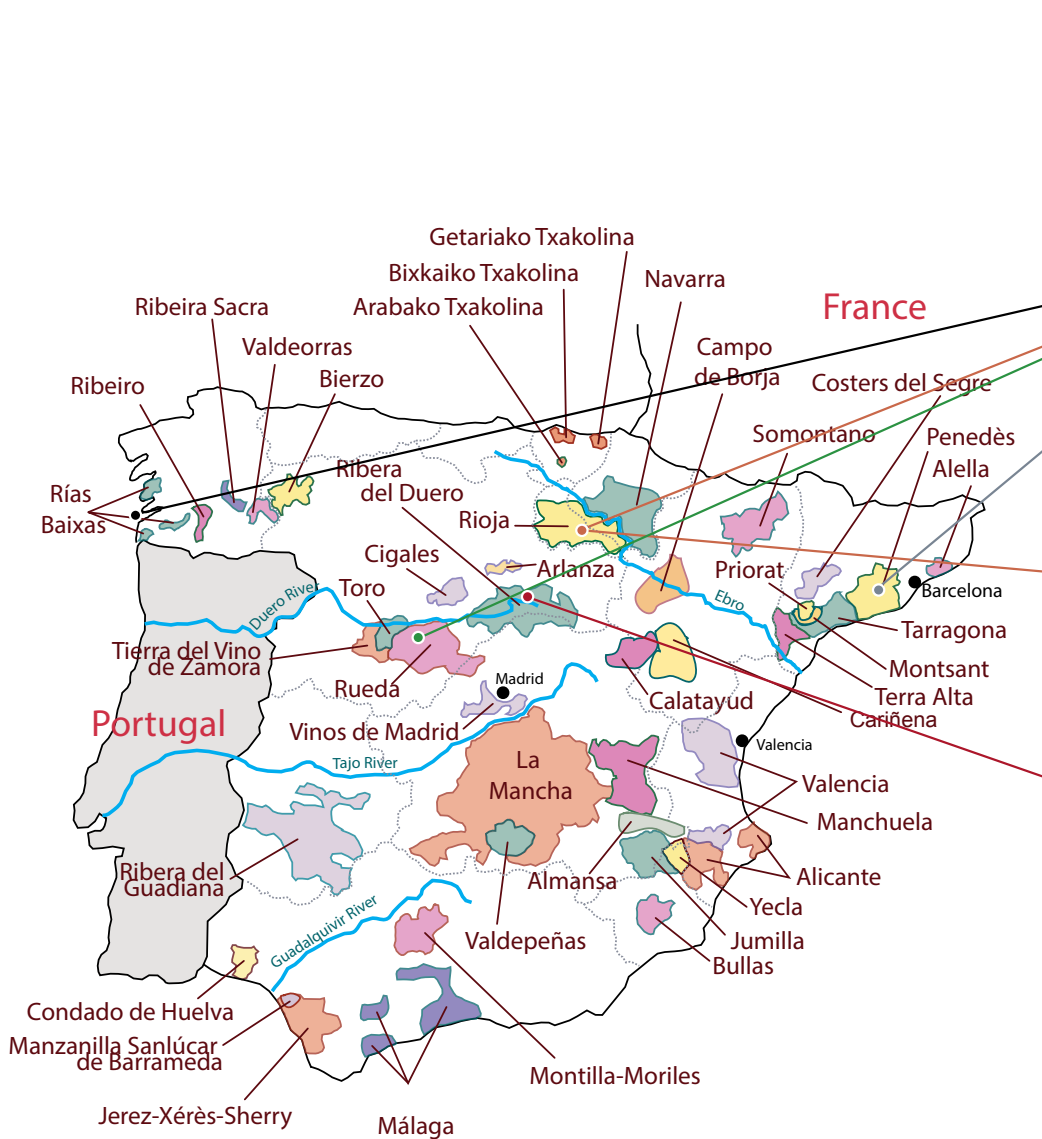 Getariako Txakolina
Bixkaiko Txakolina
Navarra
Ribeira Sacra
Arabako Txakolina
France
Valdeorras
Campo
de Borja
Ribeiro
Bierzo
Costers del Segre
Somontano
Penedès
Ribera
del Duero
Alella
Rías
Baixas
Rioja
Cigales
Arlanza
Priorat
Toro
Duero River
Ebro
Barcelona
Tarragona
Tierra del Vino
de Zamora
Montsant
Rueda
Madrid
Terra Alta
Calatayud
Cariñena
Portugal
Vinos de Madrid
Valencia
Tajo River
La
Mancha
Valencia
Manchuela
Ribera del
Guadiana
Almansa
Alicante
Yecla
Guadalquivir River
Valdepeñas
Jumilla
Bullas
Condado de Huelva
Manzanilla Sanlúcar
de Barrameda
Montilla-Moriles
Jerez-Xérès-Sherry
Málaga